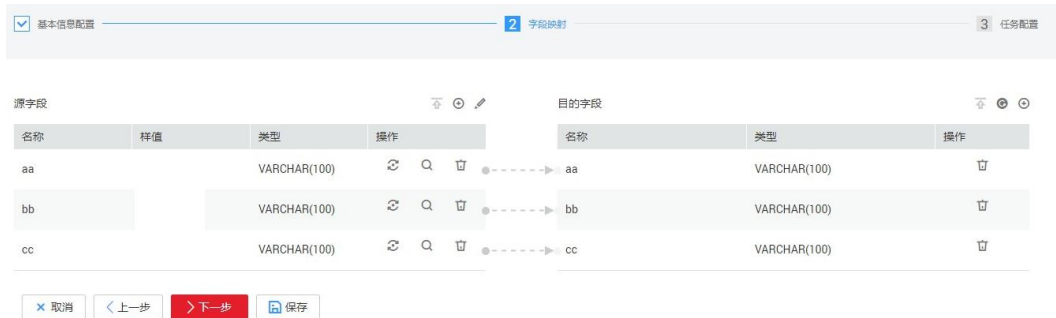 基本信息配置 2 字段映射 3 任务配置
源字段 目的字段
名称 样值 类型 操作 名称 类型 操作
aa VARCHAR(100) aa VARCHAR(100)
bb VARCHAR(100) bb VARCHAR(100)
cc VARCHAR(100) cc VARCHAR(100)
取消 上一步 下一步 保存